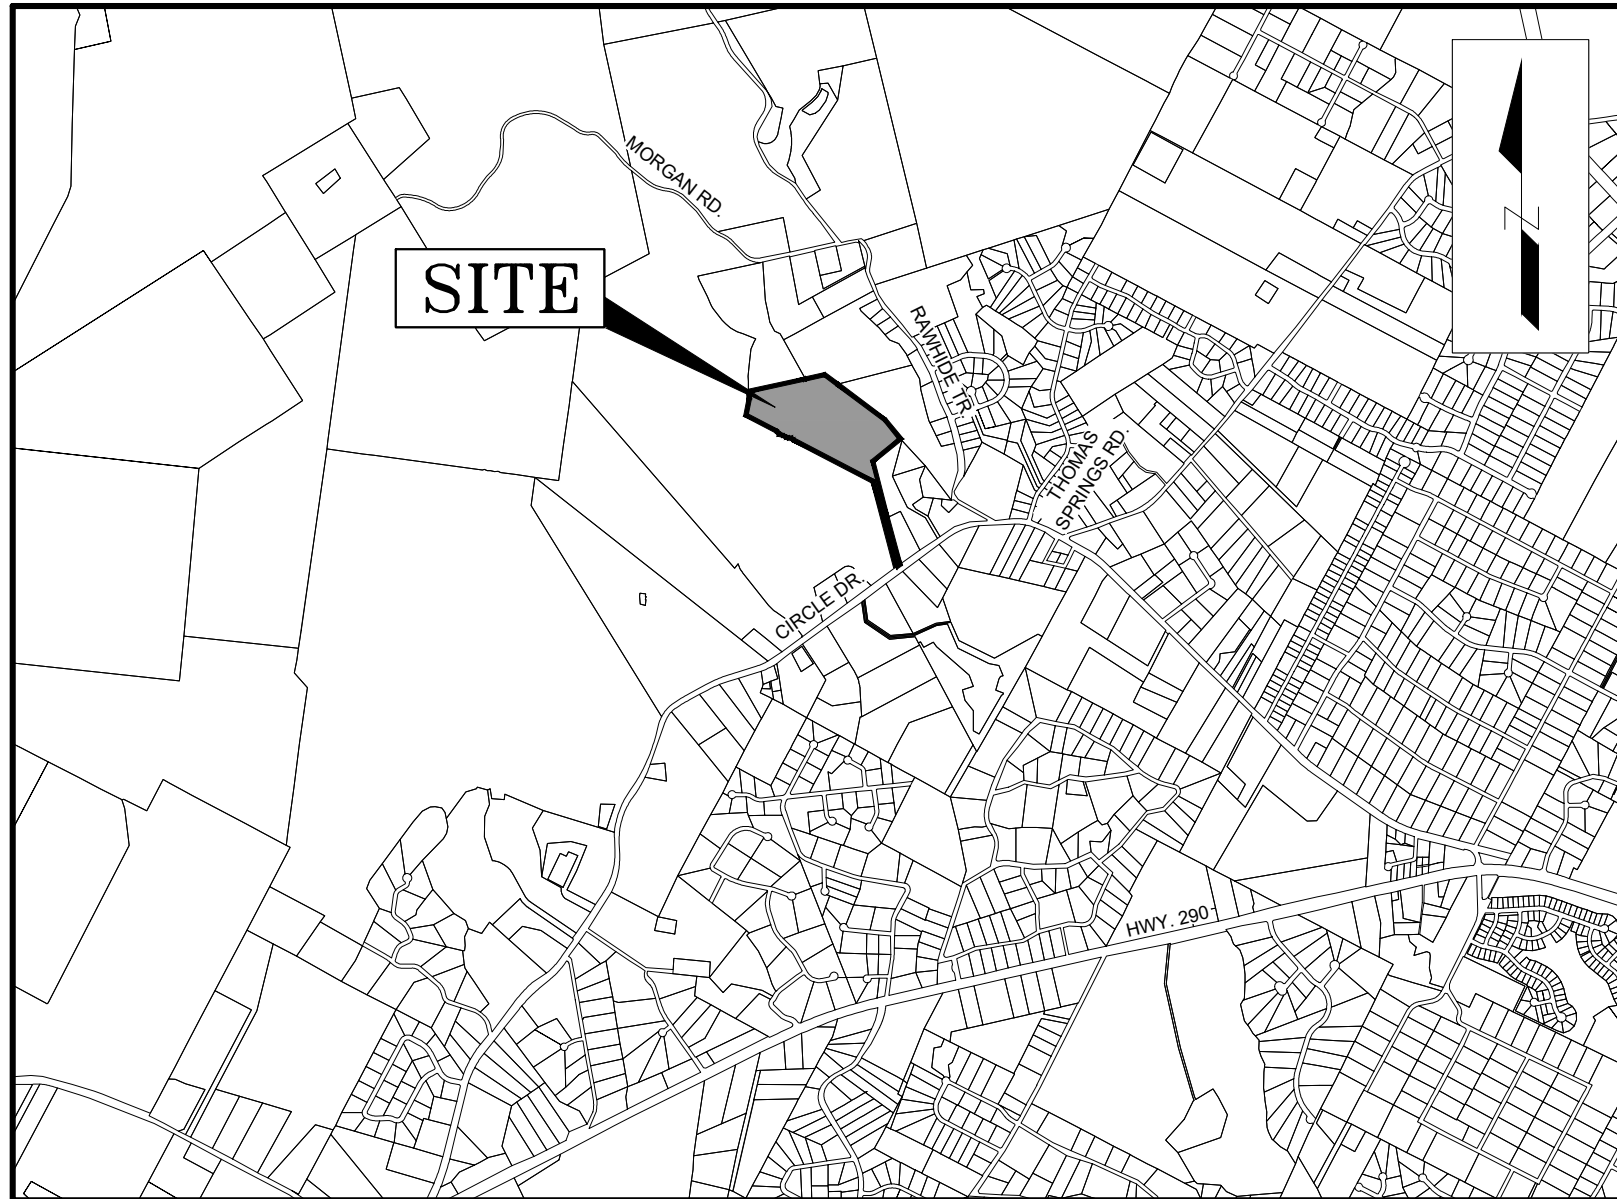 MORGAN RD.
SITE
RAWHIDE TR.
THOMAS
SPRINGS RD.
CIRCLE DR.
HWY. 290
N